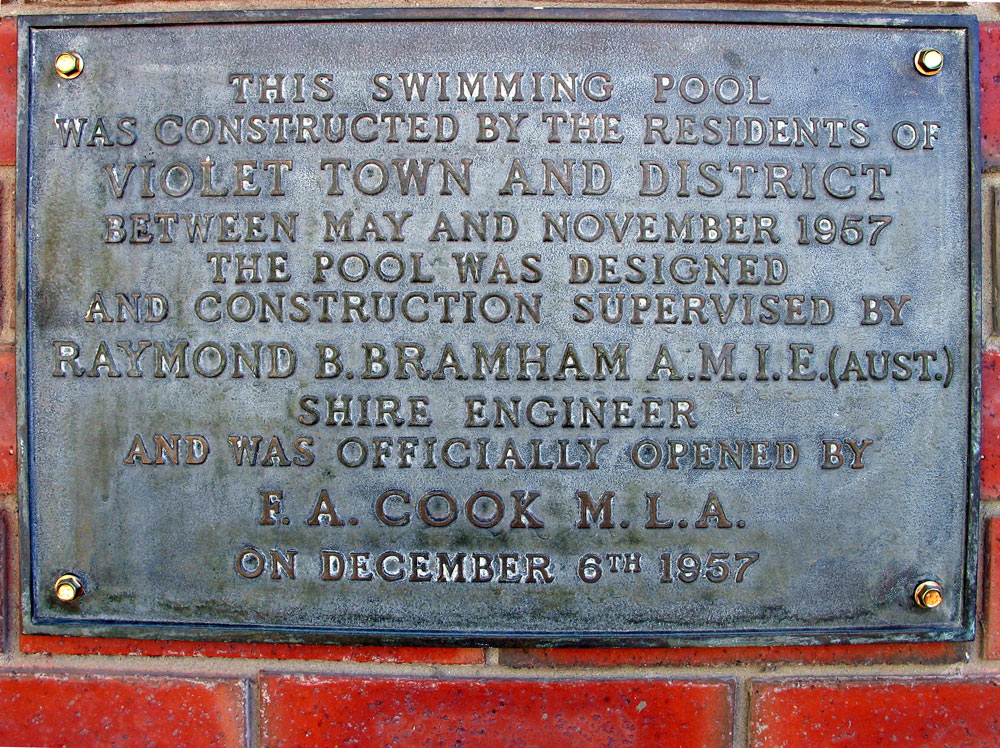 THIS SWIMMING POOL
WAS CONSTRUCTED BY THE RESIDENTS OF
VIOLET TOWN AND DISTRICT
BETWEEN MAY AND NOVEMBER 1957
THE POOL WAS DESIGNED
AND CONSTRUCTION SUPERVISED BY
RAYMOND B. BRAMHAM A.M.I.E.(AUST.)
SHIRE ENGINEER
AND WAS OFFICIALLY OPENED BY
F. A. COOK M.L.A.
ON DECEMBER 6TH 1957